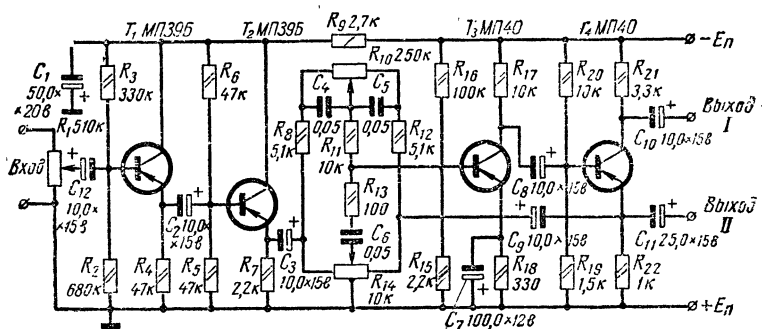 T₁ МП39Б
T₂ МП39Б
R₉ 2,7к
T₃ МП40
T₄ МП40
− Eп
C₁
50,0×
×20в
R₃
330к
R₆
47к
R₁₀ 250к
C₄
C₅
0,05
0,05
R₁₆
100к
R₁₇
10к
R₂₀
10к
R₂₁
3,3к
R₁ 510к
Вход
R₈
5,1к
R₁₁
10к
R₁₂
5,1к
Выход
I
C₁₀ 10,0×15в
C₁₂
10,0×
×15в
C₂ 10,0×
×15в
R₁₃
100
C₈ 10,0×15в
C₆
0,05
C₉ 10,0×15в
Выход
II
C₁₁ 25,0×15в
R₂
680к
R₄
47к
R₅
47к
R₇
2,2к
C₃
10,0×15в
R₁₄
10к
R₁₅
2,2к
R₁₈
330
R₁₉
1,5к
R₂₂
1к
C₇ 100,0×12в
+ Eп